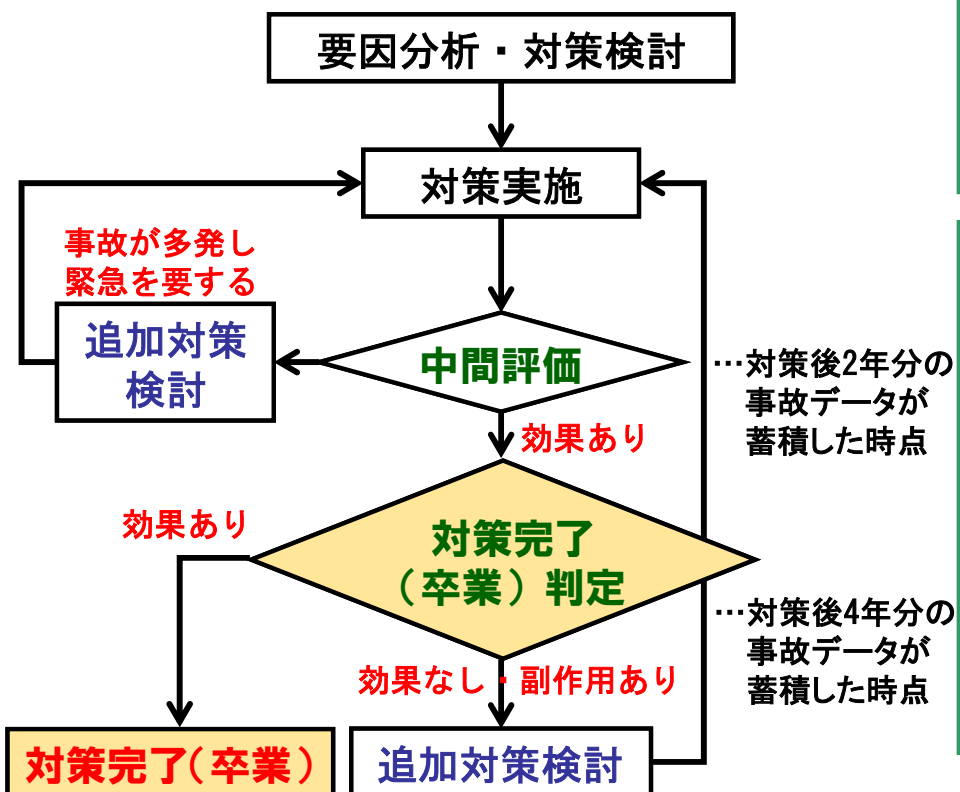 要因分析・対策検討
対策実施
事故が多発し
緊急を要する
追加対策
検討
中間評価
…対策後2年分の
事故データが
蓄積した時点
効果あり
効果あり
対策完了
（卒業）判定
…対策後4年分の
事故データが
蓄積した時点
効果なし・副作用あり
対策完了（卒業）
追加対策検討